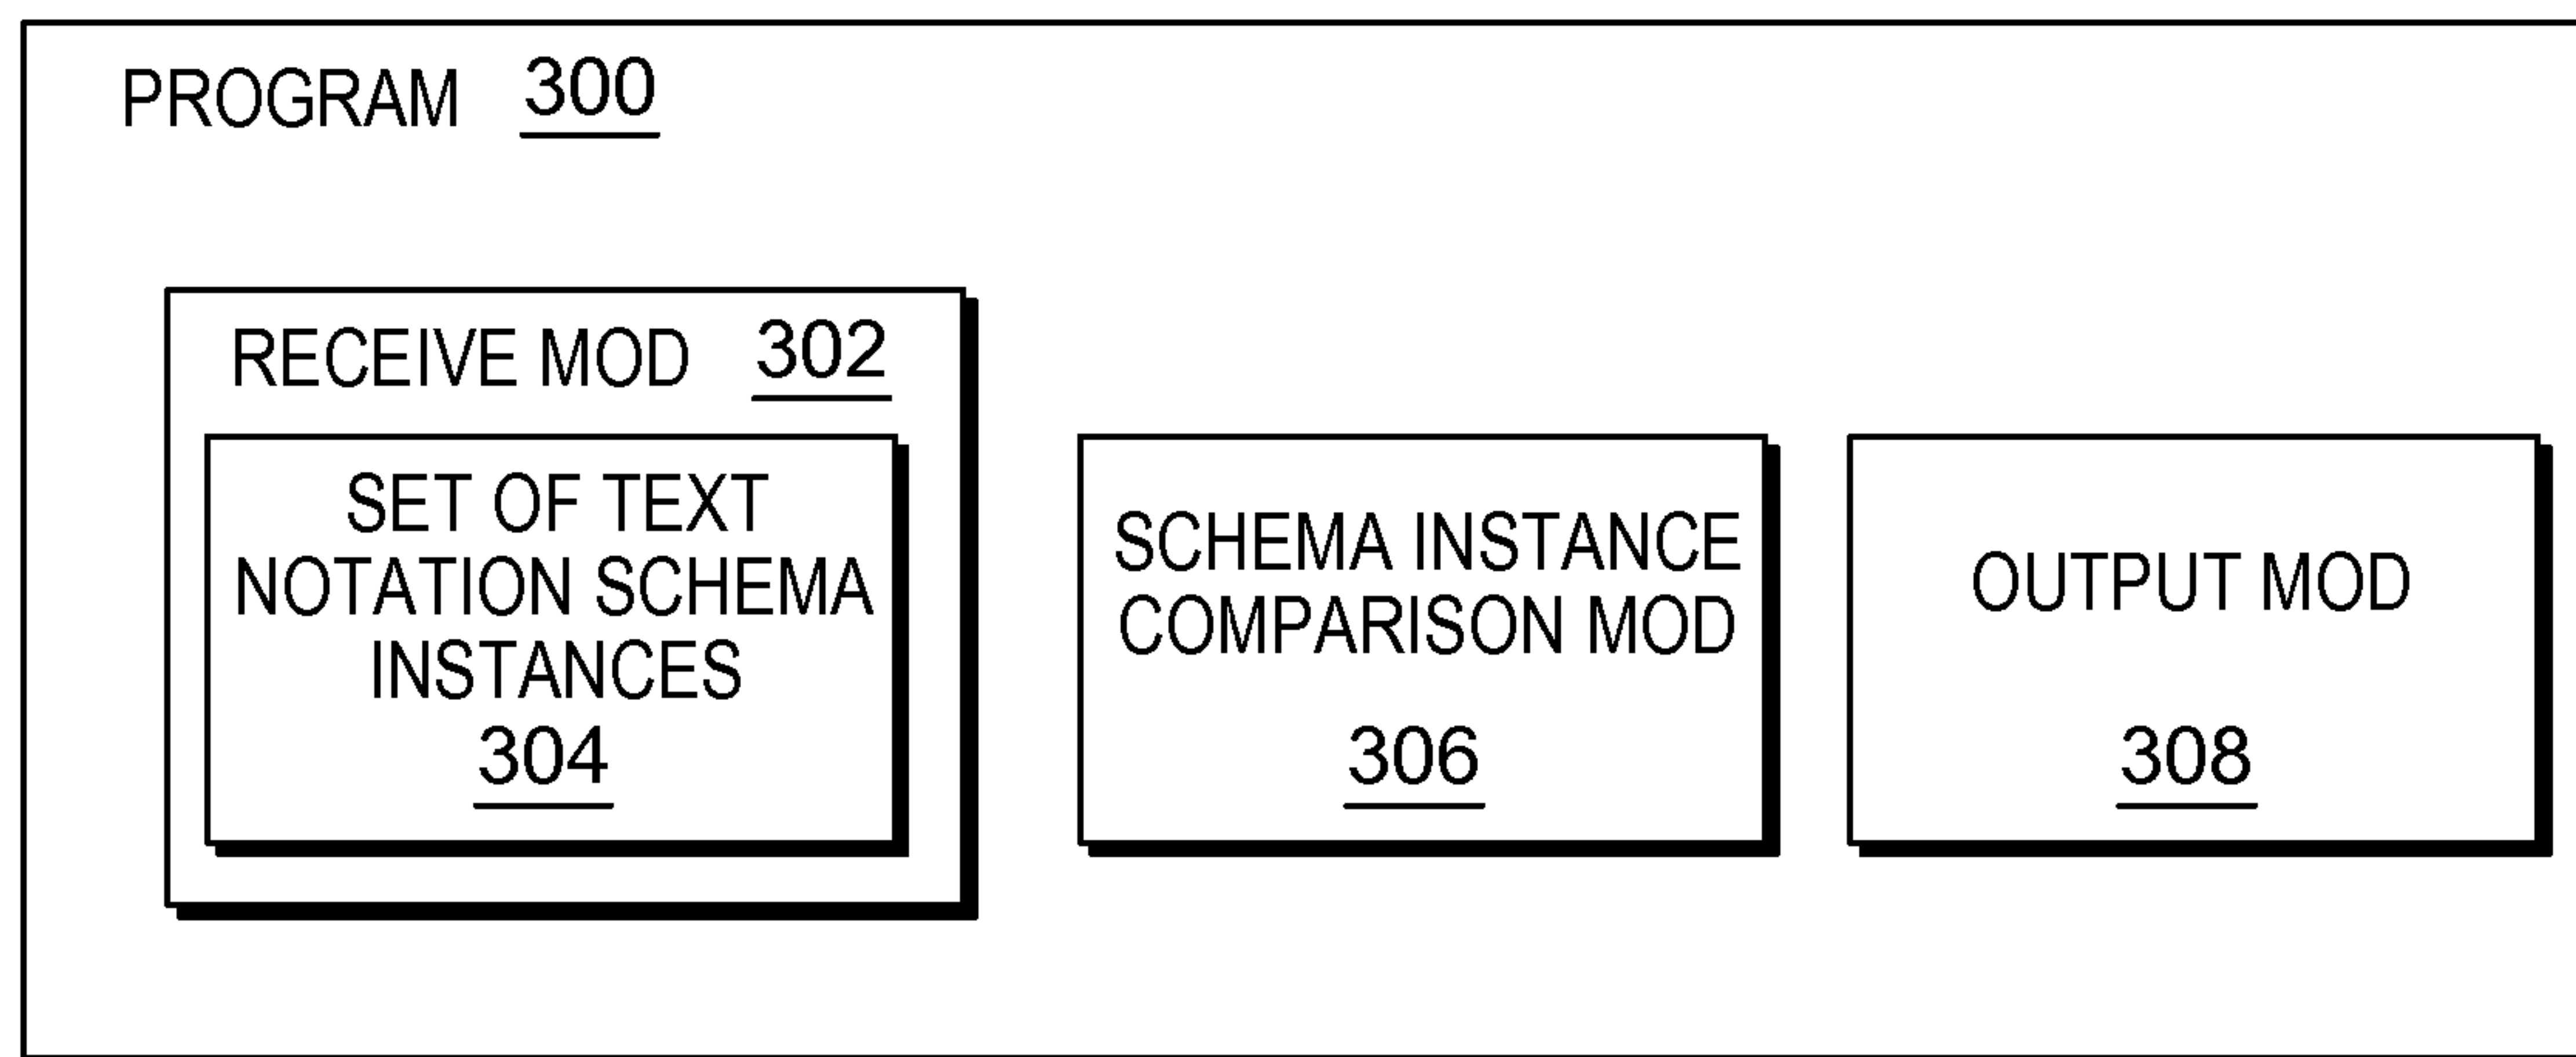 PROGRAM 300
RECEIVE MOD 302
SET OF TEXT
NOTATION SCHEMA
INSTANCES
304
SCHEMA INSTANCE
COMPARISON MOD
306
OUTPUT MOD
308